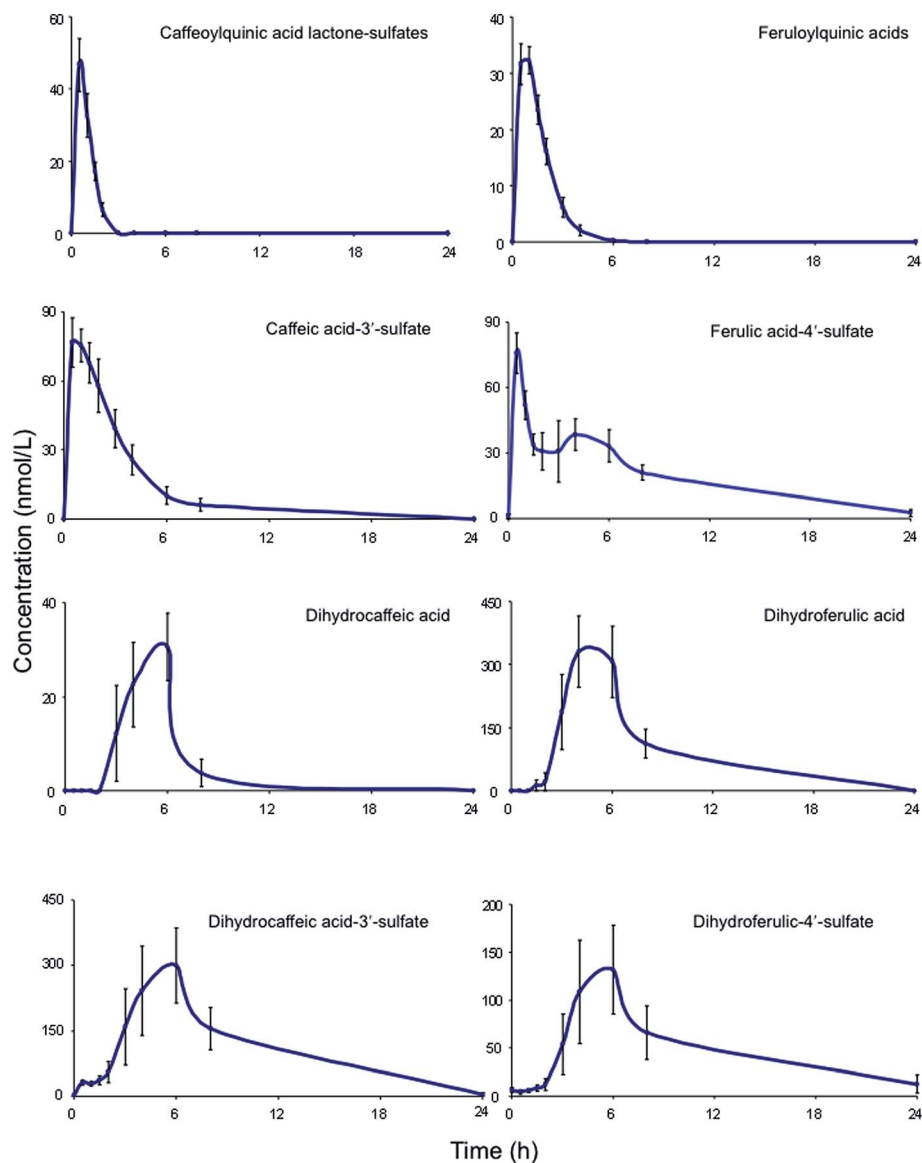 Caffeoylquinic acid lactone-sulfates
60
40
20
0
0 6 12 18 24
Feruloylquinic acids
40
30
20
10
0
0 6 12 18 24
Caffeic acid-3′-sulfate
90
60
30
0
0 6 12 18 24
Ferulic acid-4′-sulfate
90
60
30
0
0 6 12 18 24
Concentration (nmol/L)
Dihydrocaffeic acid
40
20
0
0 6 12 18 24
Dihydroferulic acid
450
300
150
0
0 6 12 18 24
Dihydrocaffeic acid-3′-sulfate
450
300
150
0
0 6 12 18 24
Dihydroferulic-4′-sulfate
200
150
100
50
0
0 6 12 18 24
Time (h)